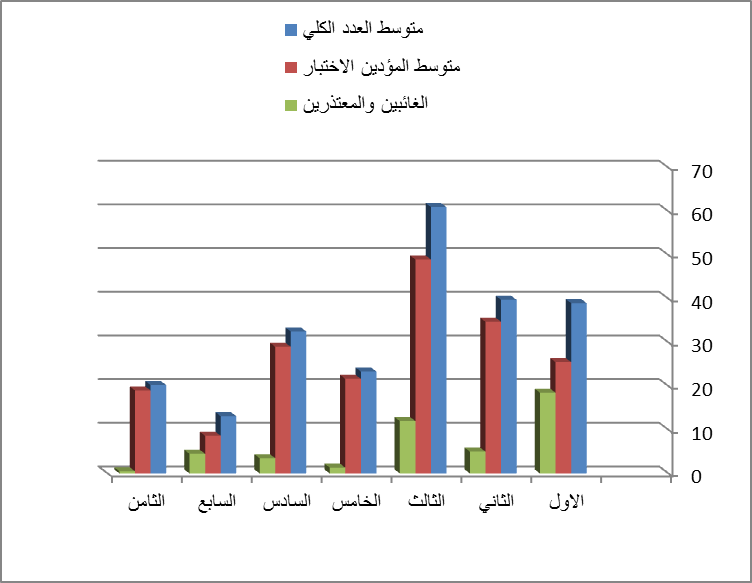 متوسط العدد الكلي
متوسط المؤدين الاختبار
الغائبين والمعتذرين
70
60
50
40
30
20
10
0
الاول الثاني الثالث الخامس السادس السابع الثامن